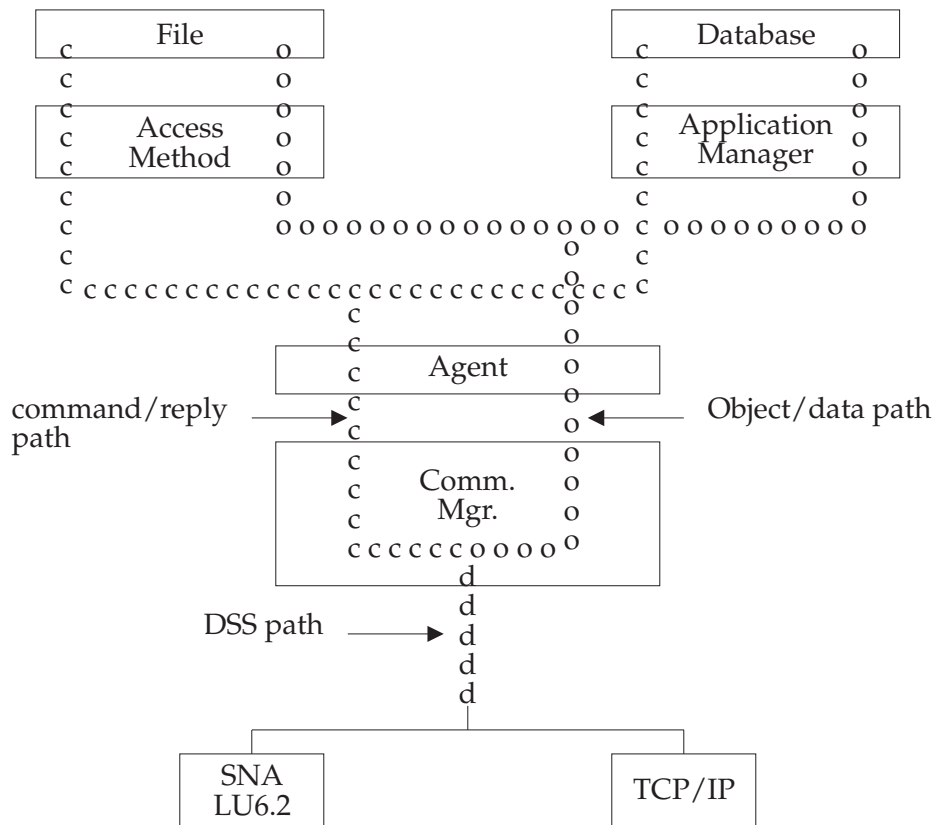 File
Database
c o c o
c o c o
c o c o
Access
Method
Application
Manager
c o c o
c o c o
c o c o
c o o o o o o o o o o o o o o o c o o o o o o o o o
c o c
c c c c c c c c c c c c c c c c c c c c c c c c c c c c c
o
c o
c o
Agent
c o
command/reply
path
c o
Object/data path
c o
c o
Comm.
Mgr.
c o
c o
c c c c c c o o o o o
d
d
DSS path
d
d
d
SNA
LU6.2
TCP/IP